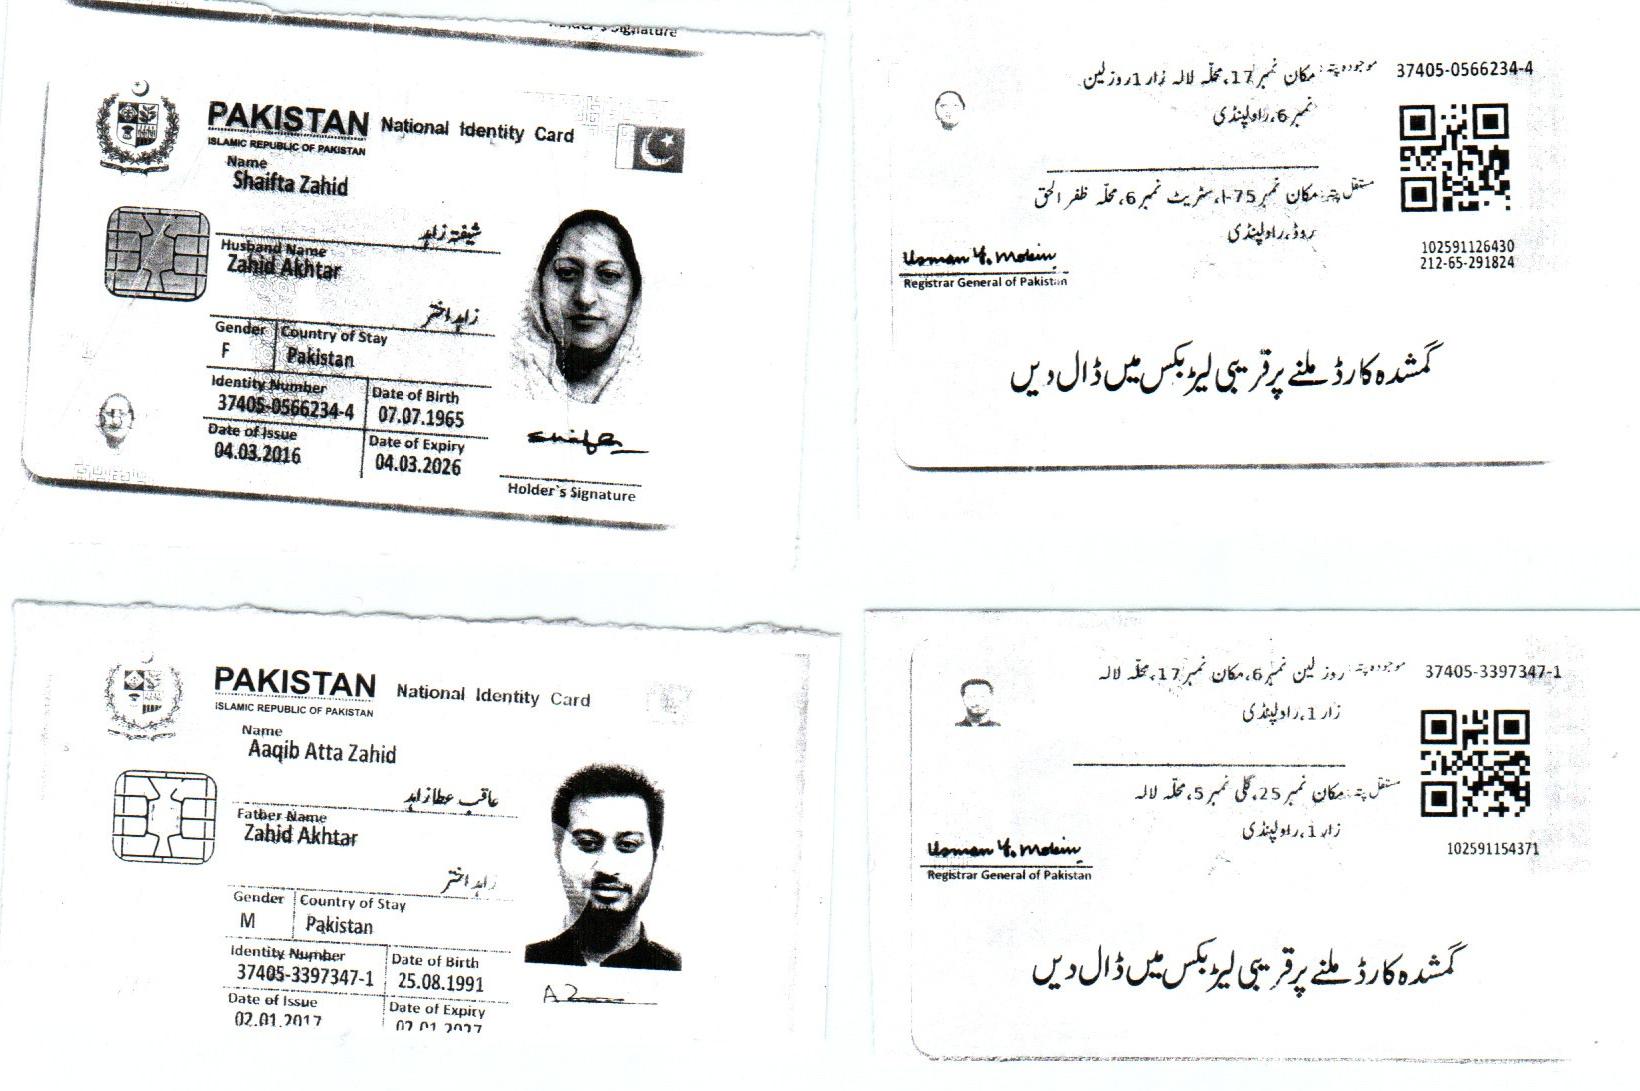 Holder's Signature
PAKISTAN National Identity Card
ISLAMIC REPUBLIC OF PAKISTAN
Name
Shaifta Zahid
شیفتہ زاہد
Husband Name
Zahid Akhtar
زاہد اختر
Gender Country of Stay
F Pakistan
Identity Number Date of Birth
37405-0566234-4 07.07.1965
Date of Issue Date of Expiry
04.03.2016 04.03.2026
Holder's Signature
37405-0566234-4
موجودہ پتہ: مکان نمبر 17، محلہ لالہ زار 1 روز لین
نمبر 6، راولپنڈی
مستقل پتہ: مکان نمبر I-75، سٹریٹ نمبر 6، محلہ ظفر الحق
روڈ، راولپنڈی
102591126430
212-65-291824
Usman Y. Mobin
Registrar General of Pakistan
گمشدہ کارڈ ملنے پر قریبی لیٹر بکس میں ڈال دیں
PAKISTAN National Identity Card
ISLAMIC REPUBLIC OF PAKISTAN
Name
Aaqib Atta Zahid
عاقب عطا زاہد
Father Name
Zahid Akhtar
زاہد اختر
Gender Country of Stay
M Pakistan
Identity Number Date of Birth
37405-3397347-1 25.08.1991
Date of Issue Date of Expiry
02.01.2017 02.01.2027
37405-3397347-1
موجودہ پتہ: روز لین نمبر 6، مکان نمبر 17، محلہ لالہ
زار 1، راولپنڈی
مستقل پتہ: مکان نمبر 25، گلی نمبر 5، محلہ لالہ
زار 1، راولپنڈی
102591154371
Usman Y. Mobin
Registrar General of Pakistan
گمشدہ کارڈ ملنے پر قریبی لیٹر بکس میں ڈال دیں